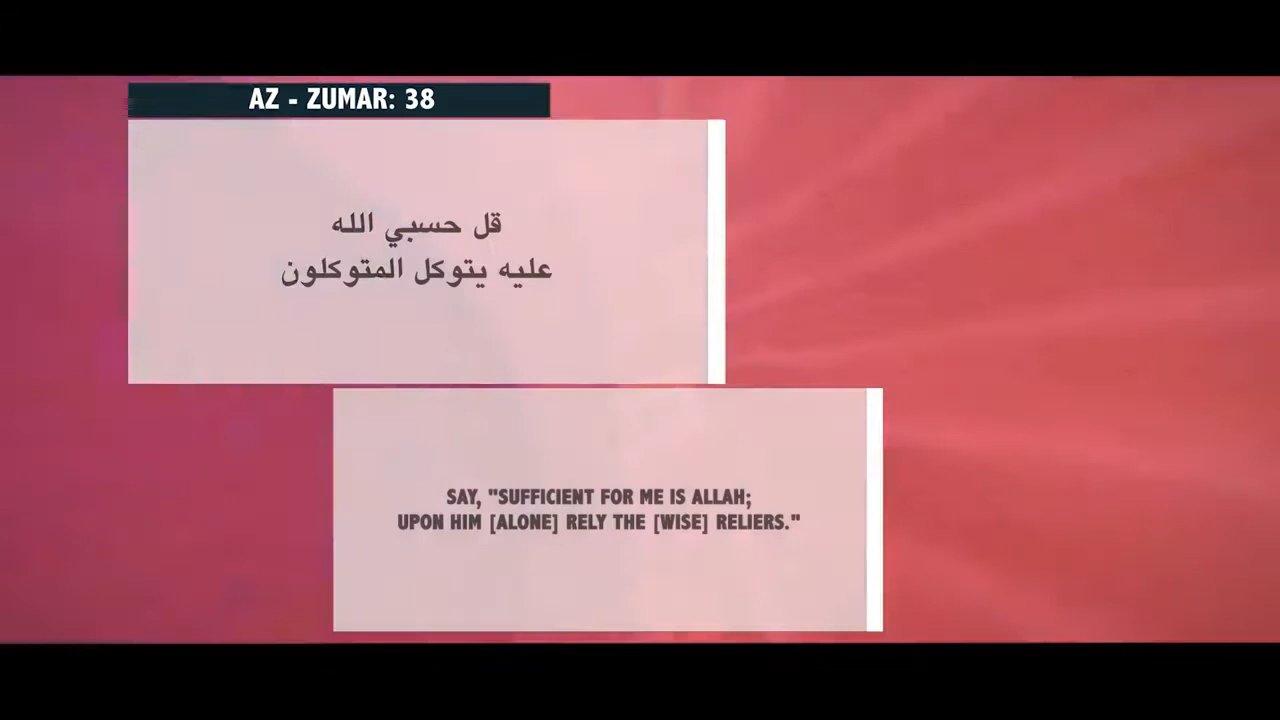 AZ - ZUMAR: 38
قل حسبي الله
عليه يتوكل المتوكلون
SAY, "SUFFICIENT FOR ME IS ALLAH;
UPON HIM [ALONE] RELY THE [WISE] RELIERS."